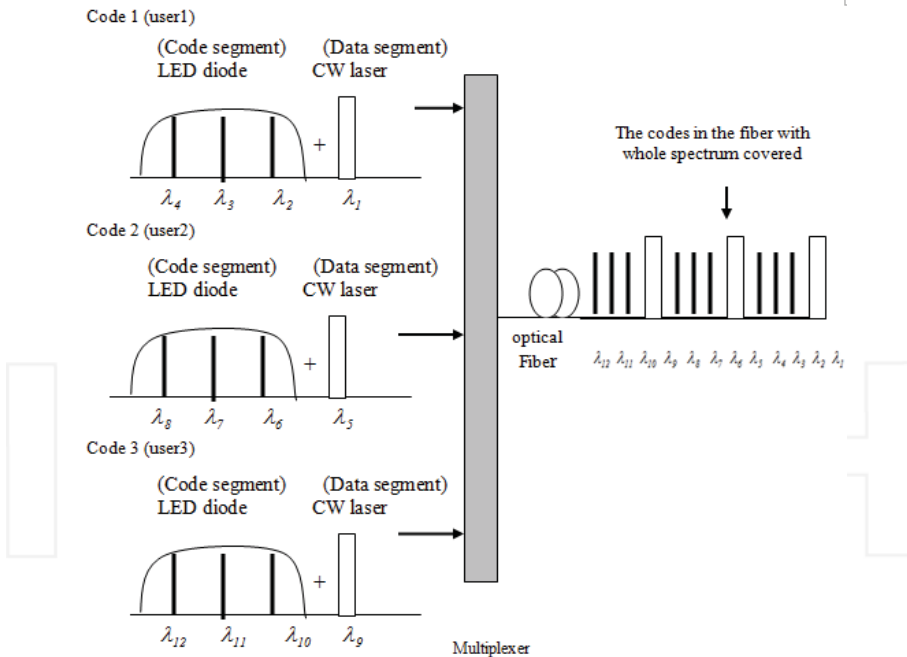 Code 1 (user1)
(Code segment) (Data segment)
LED diode CW laser
+
λ₄ λ₃ λ₂ λ₁
Code 2 (user2)
(Code segment) (Data segment)
LED diode CW laser
+
λ₈ λ₇ λ₆ λ₅
Code 3 (user3)
(Code segment) (Data segment)
LED diode CW laser
+
λ₁₂ λ₁₁ λ₁₀ λ₉
Multiplexer
The codes in the fiber with
whole spectrum covered
optical
Fiber
λ₁₂ λ₁₁ λ₁₀ λ₉ λ₈ λ₇ λ₆ λ₅ λ₄ λ₃ λ₂ λ₁